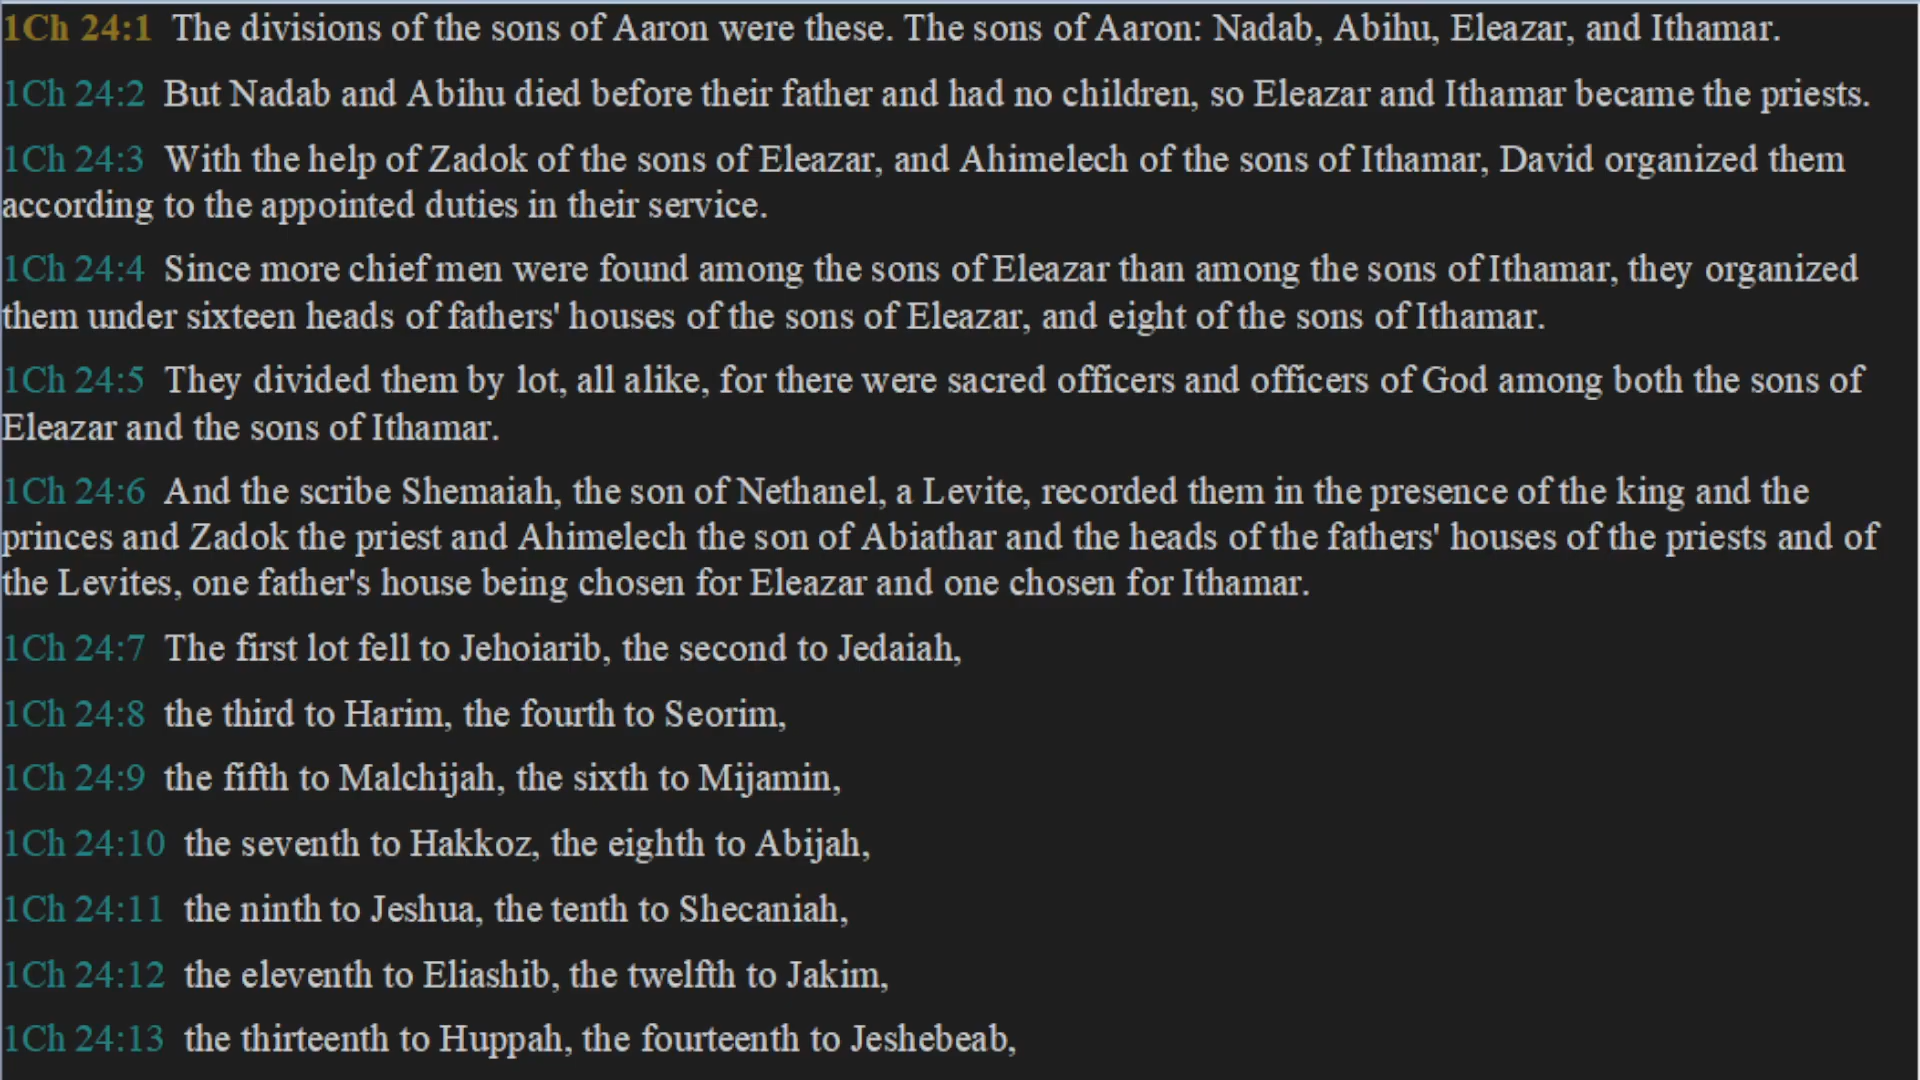 1Ch 24:1 The divisions of the sons of Aaron were these. The sons of Aaron: Nadab, Abihu, Eleazar, and Ithamar.
1Ch 24:2 But Nadab and Abihu died before their father and had no children, so Eleazar and Ithamar became the priests.
1Ch 24:3 With the help of Zadok of the sons of Eleazar, and Ahimelech of the sons of Ithamar, David organized them
according to the appointed duties in their service.
1Ch 24:4 Since more chief men were found among the sons of Eleazar than among the sons of Ithamar, they organized
them under sixteen heads of fathers' houses of the sons of Eleazar, and eight of the sons of Ithamar.
1Ch 24:5 They divided them by lot, all alike, for there were sacred officers and officers of God among both the sons of
Eleazar and the sons of Ithamar.
1Ch 24:6 And the scribe Shemaiah, the son of Nethanel, a Levite, recorded them in the presence of the king and the
princes and Zadok the priest and Ahimelech the son of Abiathar and the heads of the fathers' houses of the priests and of
the Levites, one father's house being chosen for Eleazar and one chosen for Ithamar.
1Ch 24:7 The first lot fell to Jehoiarib, the second to Jedaiah,
1Ch 24:8 the third to Harim, the fourth to Seorim,
1Ch 24:9 the fifth to Malchijah, the sixth to Mijamin,
1Ch 24:10 the seventh to Hakkoz, the eighth to Abijah,
1Ch 24:11 the ninth to Jeshua, the tenth to Shecaniah,
1Ch 24:12 the eleventh to Eliashib, the twelfth to Jakim,
1Ch 24:13 the thirteenth to Huppah, the fourteenth to Jeshebeab,